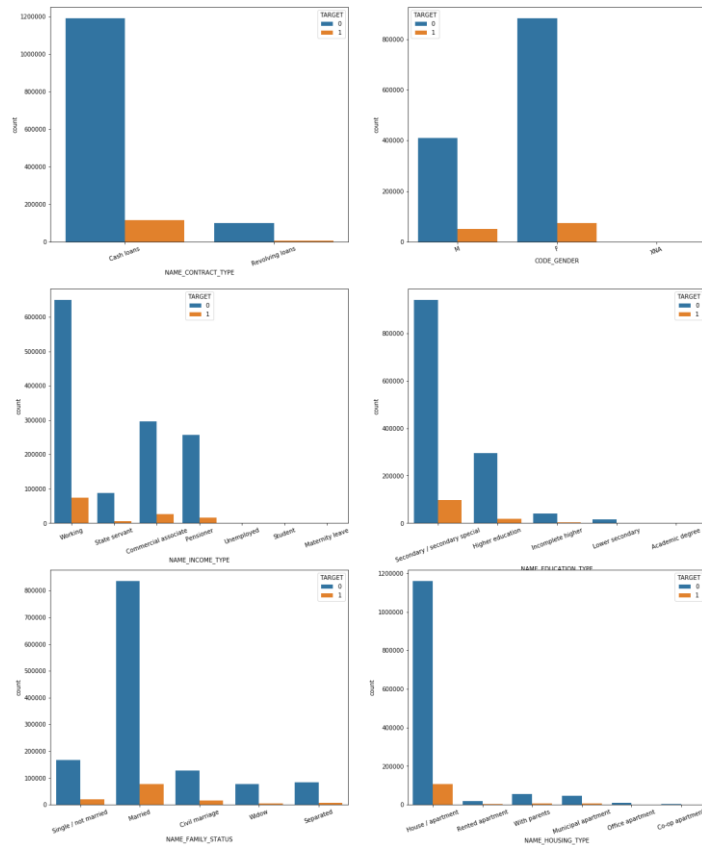 1200000
1000000
800000
600000
400000
200000
0
count
Cash loans
Revolving loans
NAME_CONTRACT_TYPE
TARGET
0
1
800000
600000
400000
200000
0
count
M
F
XNA
CODE_GENDER
TARGET
0
1
600000
500000
400000
300000
200000
100000
0
count
Working
State servant
Commercial associate
Pensioner
Unemployed
Student
Maternity leave
NAME_INCOME_TYPE
TARGET
0
1
800000
600000
400000
200000
0
count
Secondary / secondary special
Higher education
Incomplete higher
Lower secondary
Academic degree
NAME_EDUCATION_TYPE
TARGET
0
1
800000
700000
600000
500000
400000
300000
200000
100000
0
count
Single / not married
Married
Civil marriage
Widow
Separated
NAME_FAMILY_STATUS
TARGET
0
1
1200000
1000000
800000
600000
400000
200000
0
count
House / apartment
Rented apartment
With parents
Municipal apartment
Office apartment
Co-op apartment
NAME_HOUSING_TYPE
TARGET
0
1